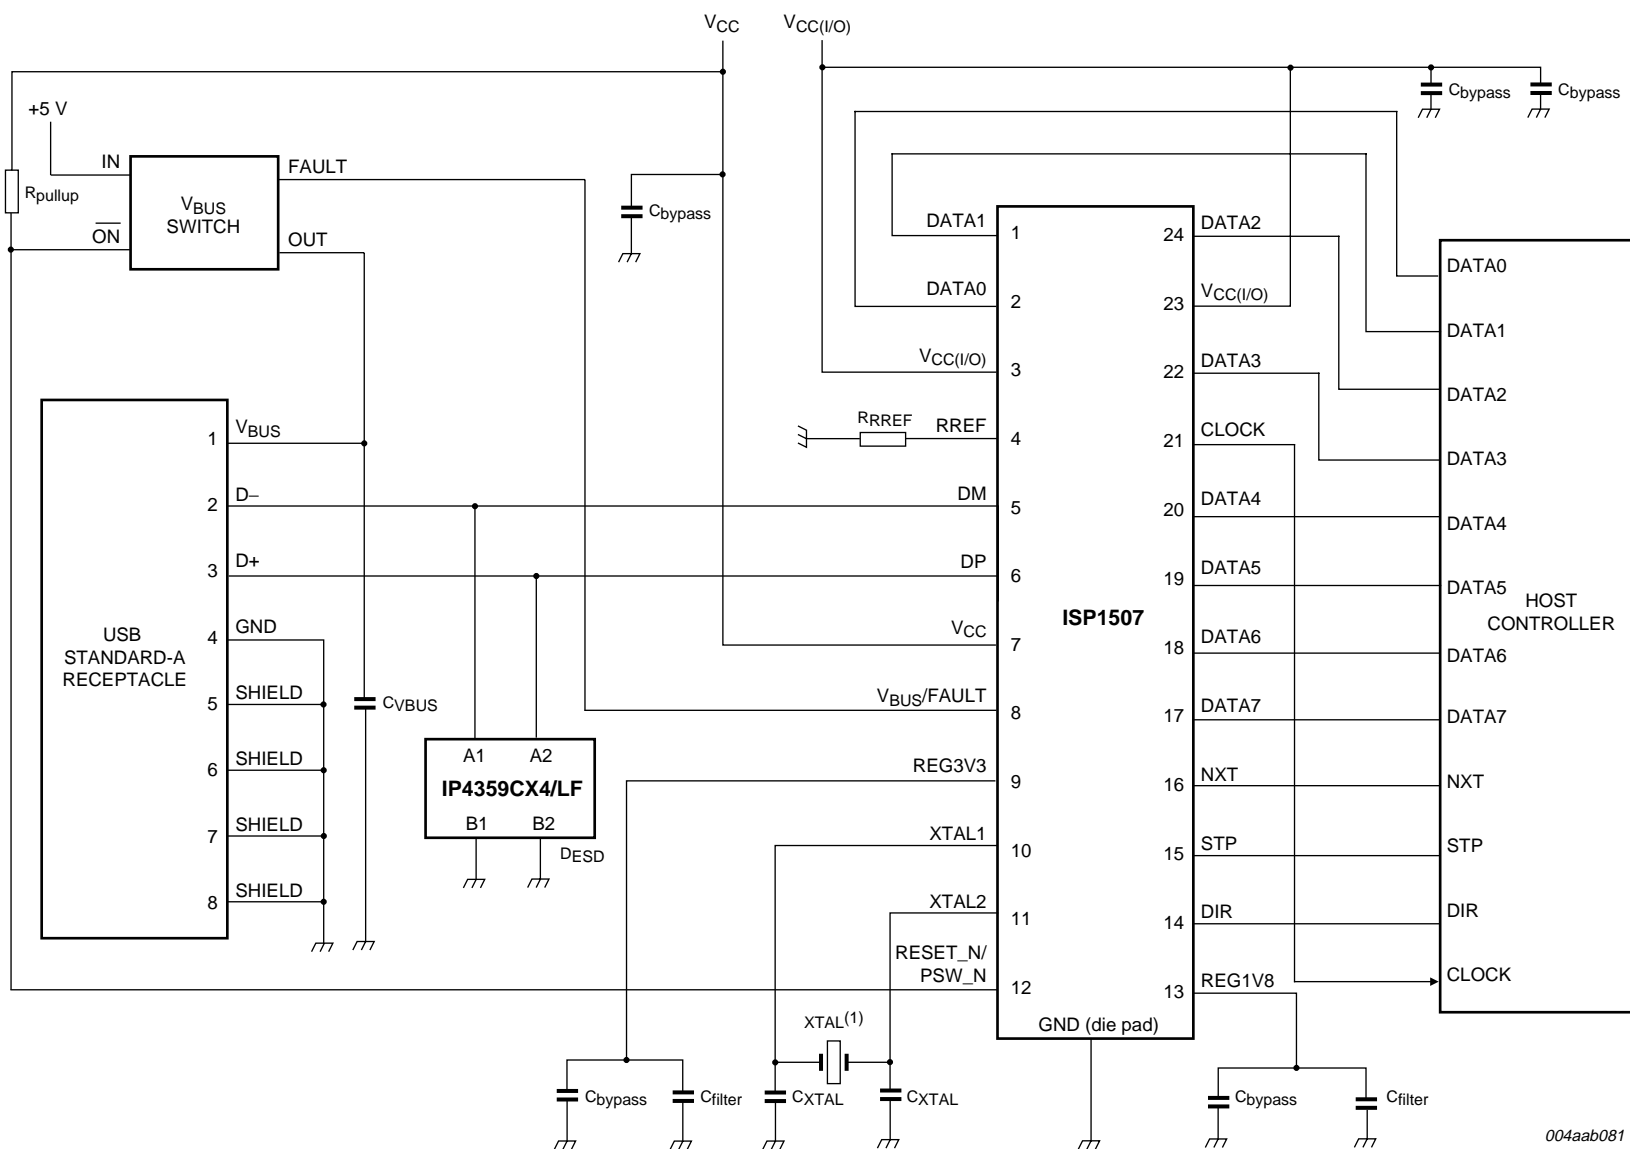 VCC
VCC(I/O)
Cbypass
Cbypass
+5 V
IN
FAULT
Rpullup
VBUS
SWITCH
ON
OUT
Cbypass
DATA1
1
24
DATA2
DATA0
DATA0
2
23
VCC(I/O)
DATA1
VCC(I/O)
3
22
DATA3
DATA2
RRREF
RREF
4
21
CLOCK
1
VBUS
DATA3
2
D–
DM
5
20
DATA4
DATA4
3
D+
DP
6
19
DATA5
DATA5
ISP1507
HOST
CONTROLLER
USB
STANDARD-A
RECEPTACLE
4
GND
VCC
7
18
DATA6
DATA6
5
SHIELD
CVBUS
VBUS/FAULT
8
17
DATA7
DATA7
A1
A2
IP4359CX4/LF
B1
B2
DESD
6
SHIELD
REG3V3
9
16
NXT
NXT
7
SHIELD
XTAL1
10
15
STP
STP
8
SHIELD
XTAL2
11
14
DIR
DIR
RESET_N/
PSW_N
12
13
REG1V8
CLOCK
XTAL(1)
GND (die pad)
Cbypass
Cfilter
CXTAL
CXTAL
Cbypass
Cfilter
004aab081